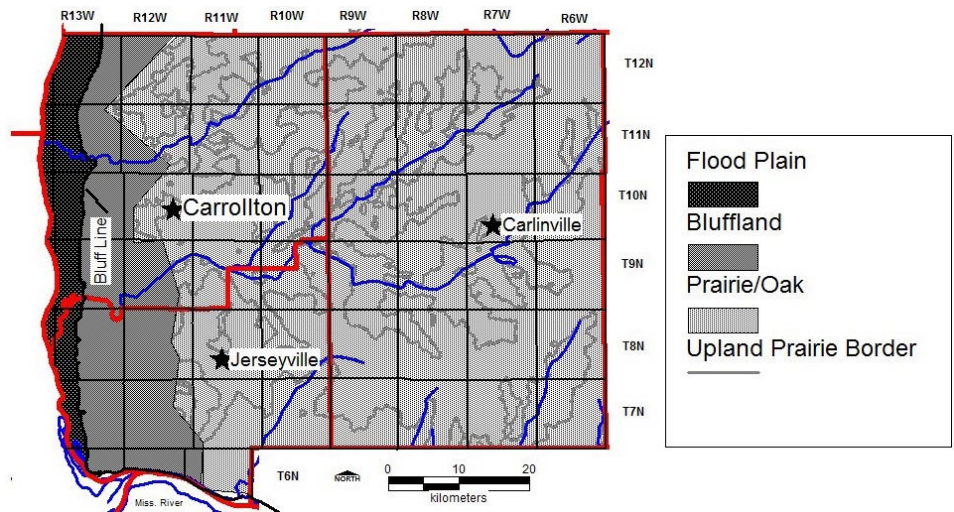 R13W R12W R11W R10W R9W R8W R7W R6W
T12N
T11N
T10N
T9N
T8N
T7N
T6N
Carrollton
Carlinville
Jerseyville
Bluff Line
Miss. River
NORTH
0 10 20
kilometers
Flood Plain
Bluffland
Prairie/Oak
Upland Prairie Border